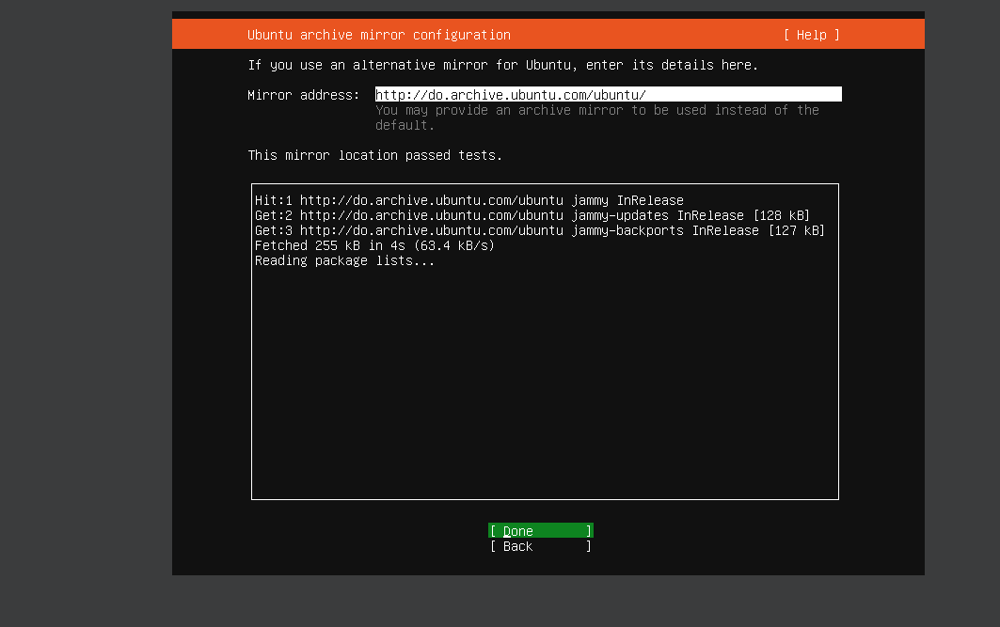 Ubuntu archive mirror configuration [ Help ]
If you use an alternative mirror for Ubuntu, enter its details here.
Mirror address: http://do.archive.ubuntu.com/ubuntu/
You may provide an archive mirror to be used instead of the
default.
This mirror location passed tests.
Hit:1 http://do.archive.ubuntu.com/ubuntu jammy InRelease
Get:2 http://do.archive.ubuntu.com/ubuntu jammy-updates InRelease [128 kB]
Get:3 http://do.archive.ubuntu.com/ubuntu jammy-backports InRelease [127 kB]
Fetched 255 kB in 4s (63.4 kB/s)
Reading package lists...
[ Done ]
[ Back ]